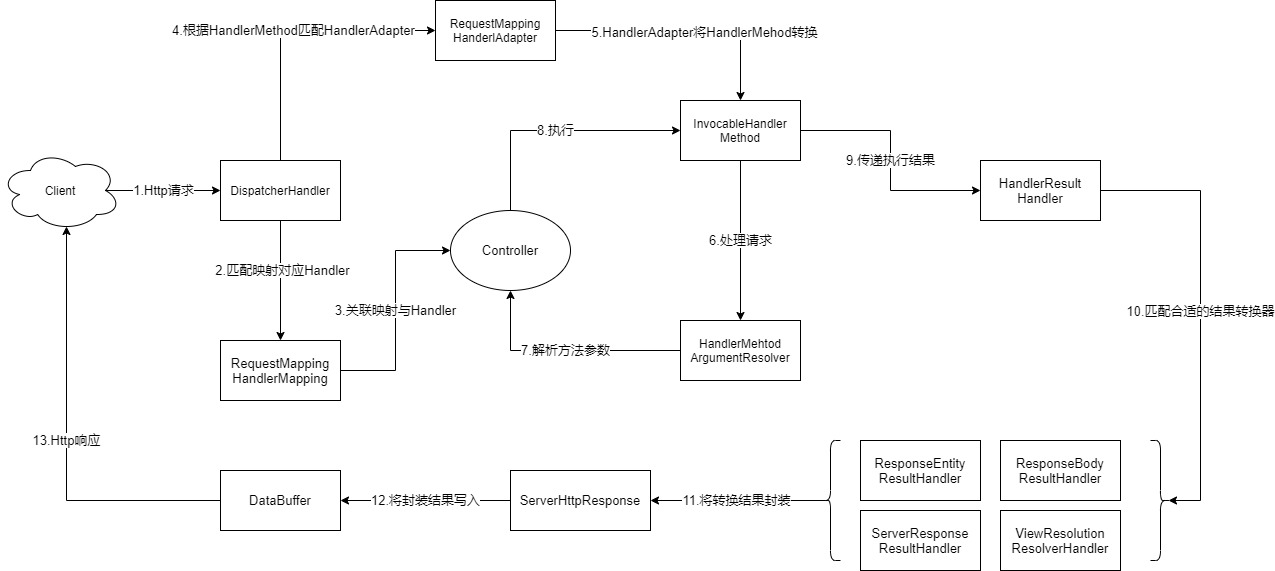 4.根据HandlerMethod匹配HandlerAdapter
RequestMapping
HanderlAdapter
5.HandlerAdapter将HandlerMehod转换
InvocableHandler
Method
8.执行
9.传递执行结果
Client
1.Http请求
DispatcherHandler
HandlerResult
Handler
Controller
6.处理请求
2.匹配映射对应Handler
3.关联映射与Handler
10.匹配合适的结果转换器
HandlerMehtod
ArgumentResolver
7.解析方法参数
RequestMapping
HandlerMapping
13.Http响应
ResponseEntity
ResultHandler
ResponseBody
ResultHandler
DataBuffer
12.将封装结果写入
ServerHttpResponse
11.将转换结果封装
ServerResponse
ResultHandler
ViewResolution
ResolverHandler